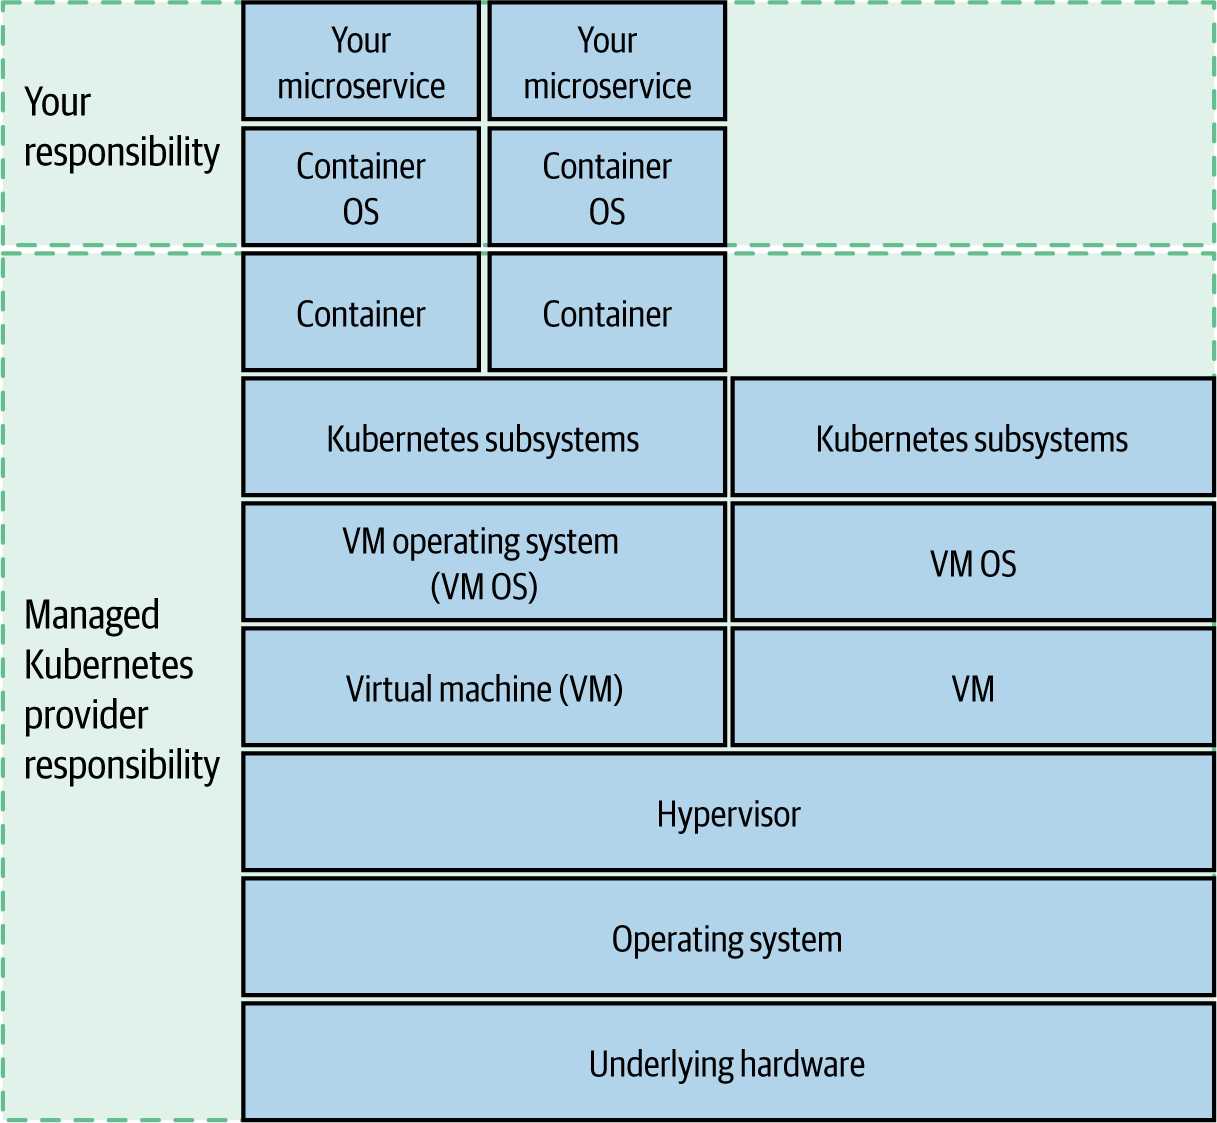 Your
responsibility
Your
microservice
Your
microservice
Container
OS
Container
OS
Managed
Kubernetes
provider
responsibility
Container
Container
Kubernetes subsystems
Kubernetes subsystems
VM operating system
(VM OS)
VM OS
Virtual machine (VM)
VM
Hypervisor
Operating system
Underlying hardware